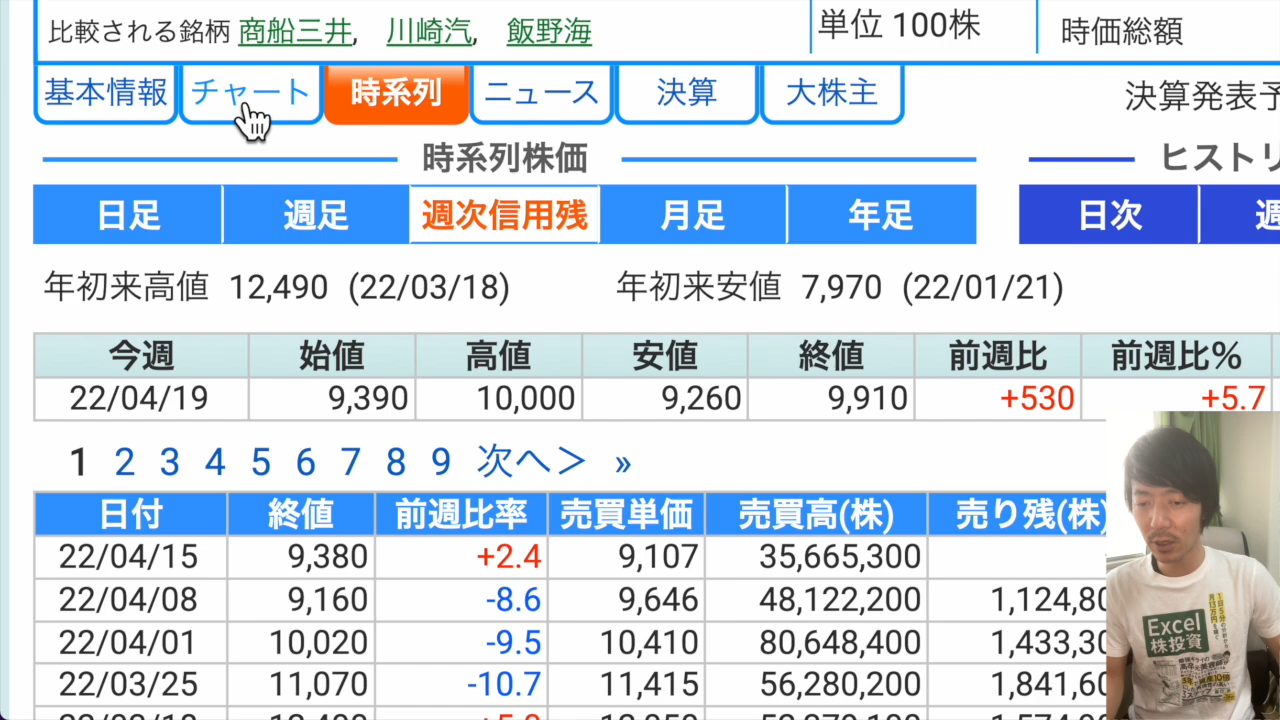 比較される銘柄 商船三井, 川崎汽, 飯野海
単位 100株
時価総額
基本情報 チャート 時系列 ニュース 決算 大株主
決算発表予
時系列株価
ヒストリ
日足 週足 週次信用残 月足 年足 日次 週
年初来高値 12,490 (22/03/18) 年初来安値 7,970 (22/01/21)
今週 始値 高値 安値 終値 前週比 前週比%
22/04/19 9,390 10,000 9,260 9,910 +530 +5.7
1 2 3 4 5 6 7 8 9 次へ＞ »
日付 終値 前週比率 売買単価 売買高(株) 売り残(株)
22/04/15 9,380 +2.4 9,107 35,665,300
22/04/08 9,160 -8.6 9,646 48,122,200 1,124,80
22/04/01 10,020 -9.5 10,410 80,648,400 1,433,30
22/03/25 11,070 -10.7 11,415 56,280,200 1,841,60
Excel
株投資